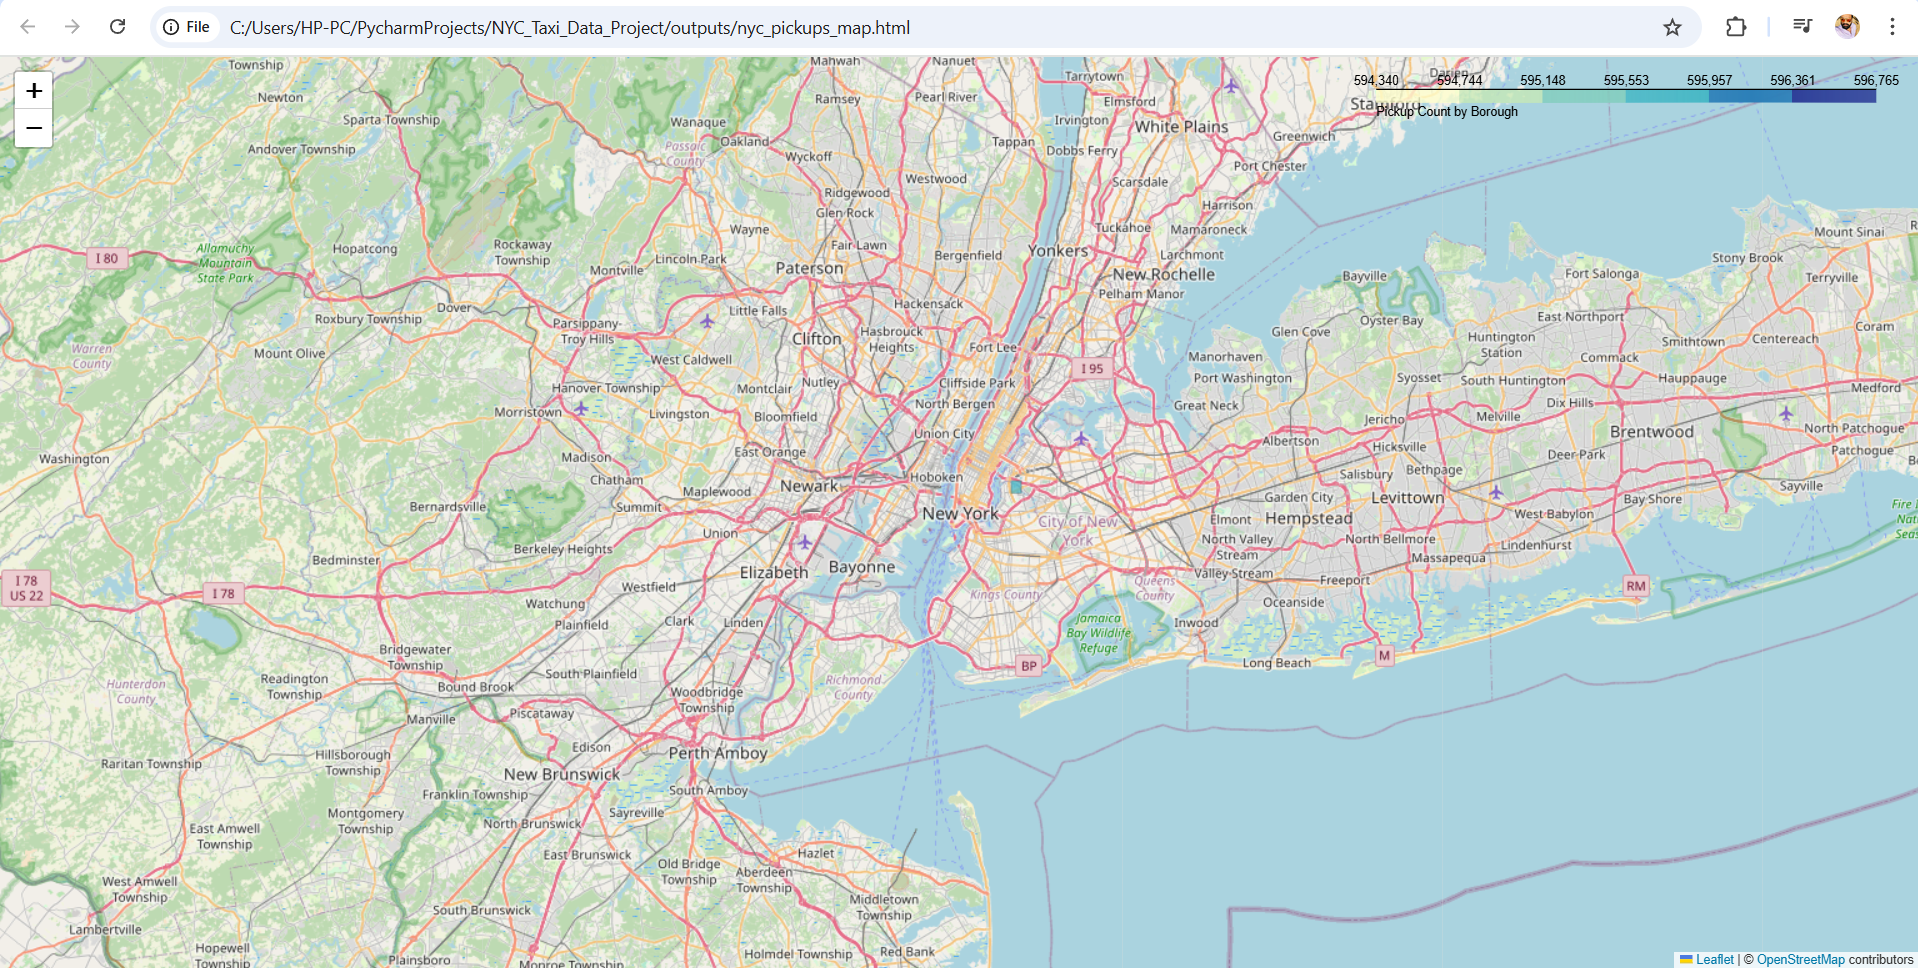 File
C:/Users/HP-PC/PycharmProjects/NYC_Taxi_Data_Project/outputs/nyc_pickups_map.html
+
−
594,340 594,744 595,148 595,553 595,957 596,361 596,765
Pickup Count by Borough
Township
Newton
Sparta Township
Andover Township
Mahwah
Ramsey
Nanuet
Pearl River
Tarrytown
Elmsford
Irvington
White Plains
Darien
Stamford
Greenwich
Port Chester
Wanaque
Oakland
Passaic
County
Wyckoff
Ridgewood
Glen Rock
Westwood
Tappan
Dobbs Ferry
Scarsdale
Harrison
Mamaroneck
Tuckahoe
Larchmont
Yonkers
New Rochelle
Pelham Manor
I 80
Allamuchy
Mountain
State Park
Hopatcong
Rockaway
Township
Wayne
Fair Lawn
Bergenfield
Montville
Lincoln Park
Paterson
Hackensack
Little Falls
Dover
Roxbury Township
Parsippany-
Troy Hills
Clifton
Hasbrouck
Heights
Fort Lee
I 95
Warren
County
Mount Olive
West Caldwell
Hanover Township
Montclair
Nutley
Cliffside Park
North Bergen
Morristown
Livingston
Bloomfield
Union City
East Orange
Washington
Madison
Chatham
Maplewood
Newark
Hoboken
New York
City of New
York
Bernardsville
Summit
Union
Berkeley Heights
Bedminster
Elizabeth
Bayonne
Westfield
Watchung
Plainfield
Clark
Linden
Kings County
Queens
County
Jamaica
Bay Wildlife
Refuge
BP
I 78
US 22
I 78
Bridgewater
Township
Hunterdon
County
Readington
Township
Bound Brook
South Plainfield
Woodbridge
Township
Richmond
County
Manville
Piscataway
Edison
Perth Amboy
Hillsborough
Township
Raritan Township
New Brunswick
South Amboy
Franklin Township
Sayreville
Montgomery
Township
North Brunswick
East Amwell
Township
East Brunswick
Old Bridge
Township
Hazlet
Aberdeen
Township
West Amwell
Township
Lambertville
South Brunswick
Middletown
Township
Hopewell
Township
Plainsboro
Monroe Township
Holmdel Township
Red Bank
Mount Sinai
Stony Brook
Terryville
Bayville
Fort Salonga
Oyster Bay
East Northport
Glen Cove
Huntington
Station
Smithtown
Centereach
Coram
Manorhaven
Port Washington
Commack
Syosset
South Huntington
Hauppauge
Medford
Great Neck
Jericho
Melville
Dix Hills
Albertson
Hicksville
Brentwood
North Patchogue
Patchogue
Salisbury
Bethpage
Deer Park
Garden City
Levittown
Bay Shore
Sayville
Elmont
Hempstead
West Babylon
North Valley
Stream
North Bellmore
Lindenhurst
Massapequa
Valley Stream
Freeport
RM
Oceanside
Inwood
Long Beach
M
Leaflet | © OpenStreetMap contributors